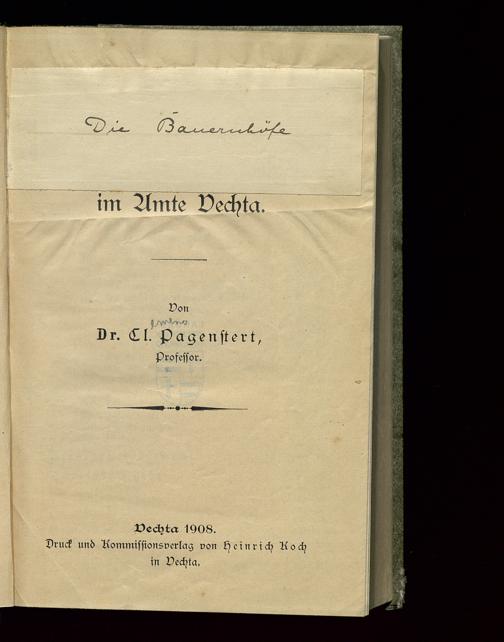 Die Bauernhöfe
im Amte Vechta.
Von
emens
Dr. Cl. Pagenstert,
Professor.
Vechta 1908.
Druck und Kommissionsverlag von Heinrich Koch
in Vechta.